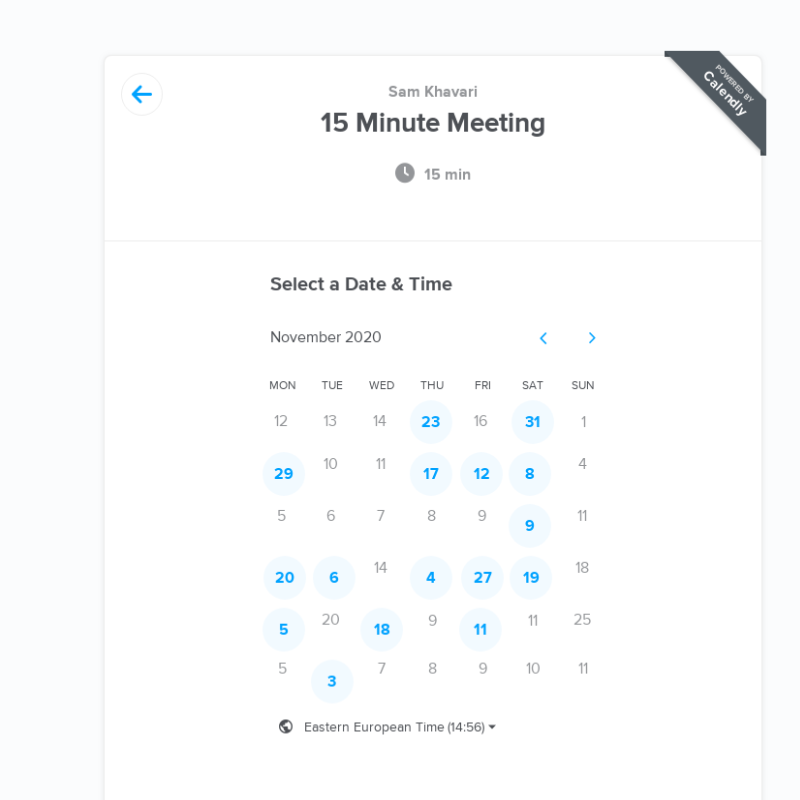 POWERED BY
Calendly
Sam Khavari
15 Minute Meeting
15 min
Select a Date & Time
November 2020
MON TUE WED THU FRI SAT SUN
12 13 14 23 16 31 1
29 10 11 17 12 8 4
5 6 7 8 9 9 11
20 6 14 4 27 19 18
5 20 18 9 11 11 25
5 3 7 8 9 10 11
Eastern European Time (14:56)